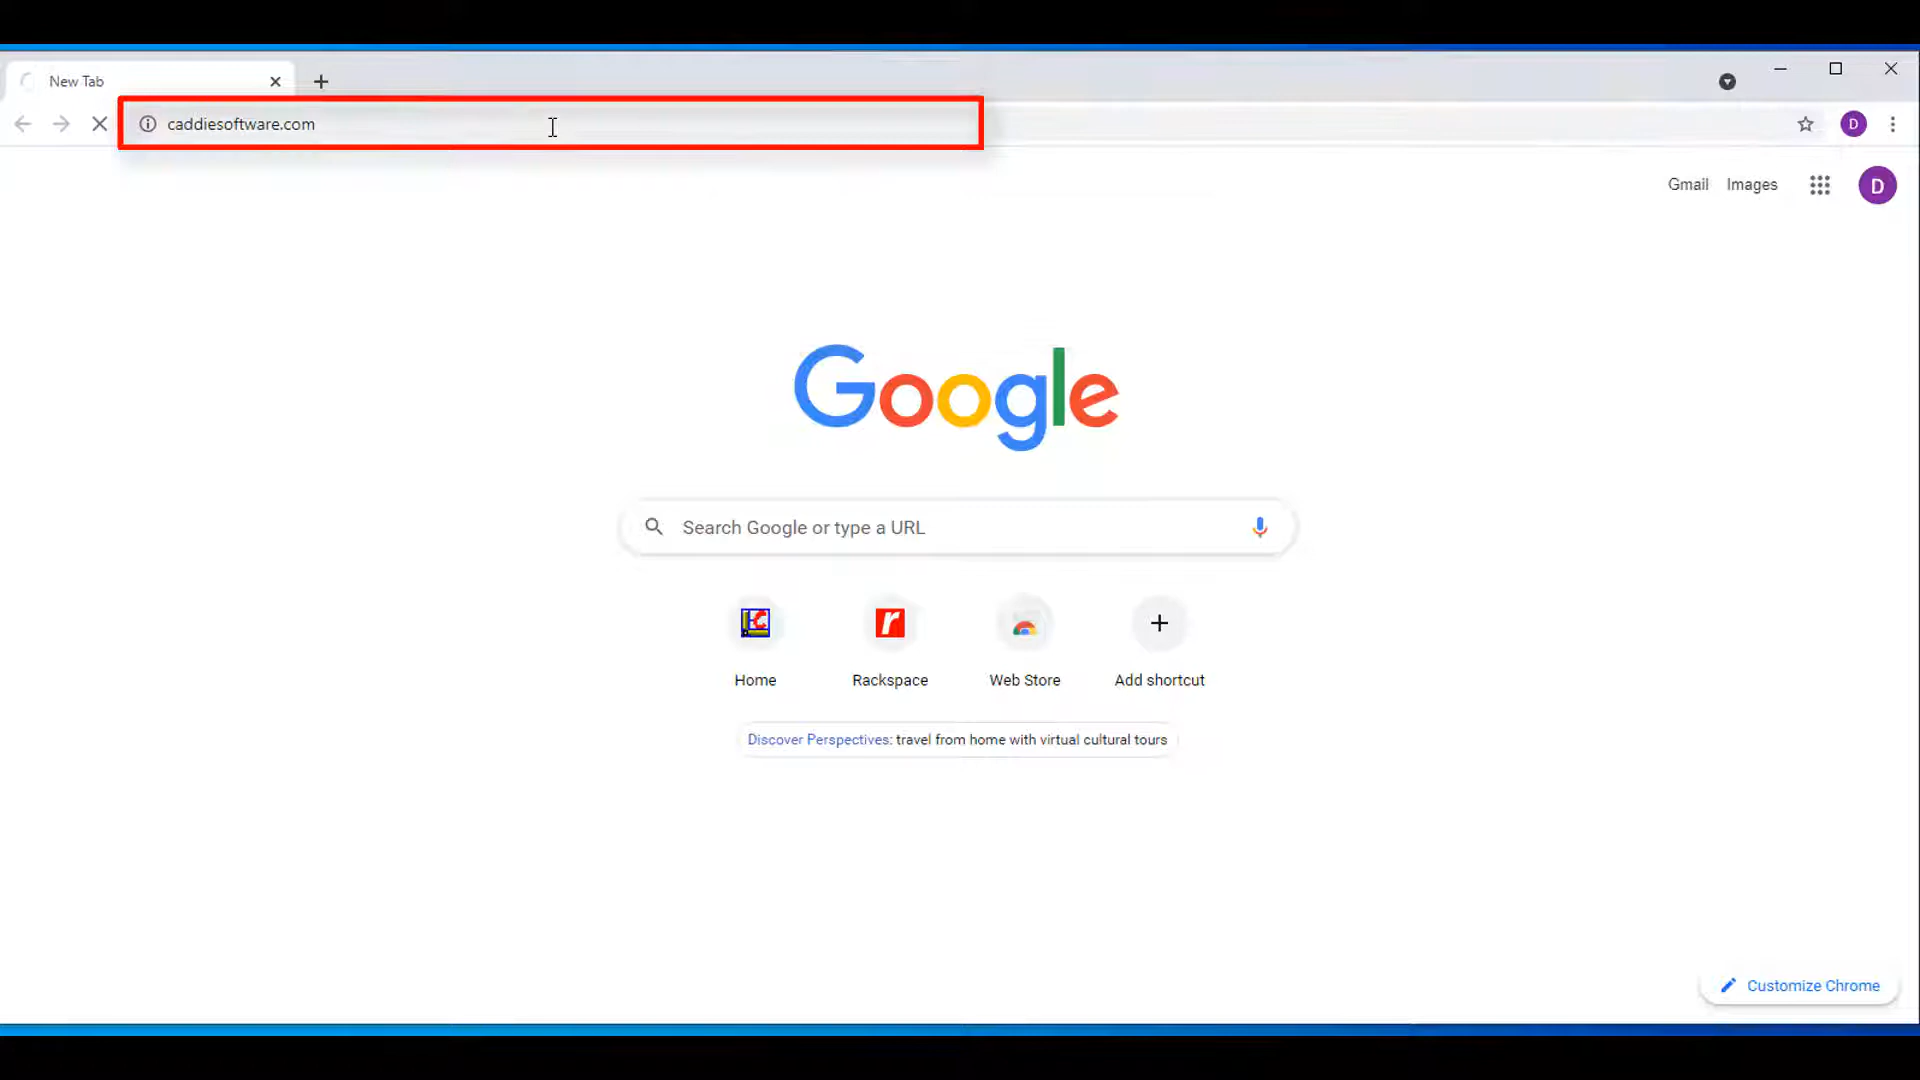 New Tab
caddiesoftware.com
D
Gmail Images
D
Google
Search Google or type a URL
Home Rackspace Web Store Add shortcut
Discover Perspectives: travel from home with virtual cultural tours
Customize Chrome